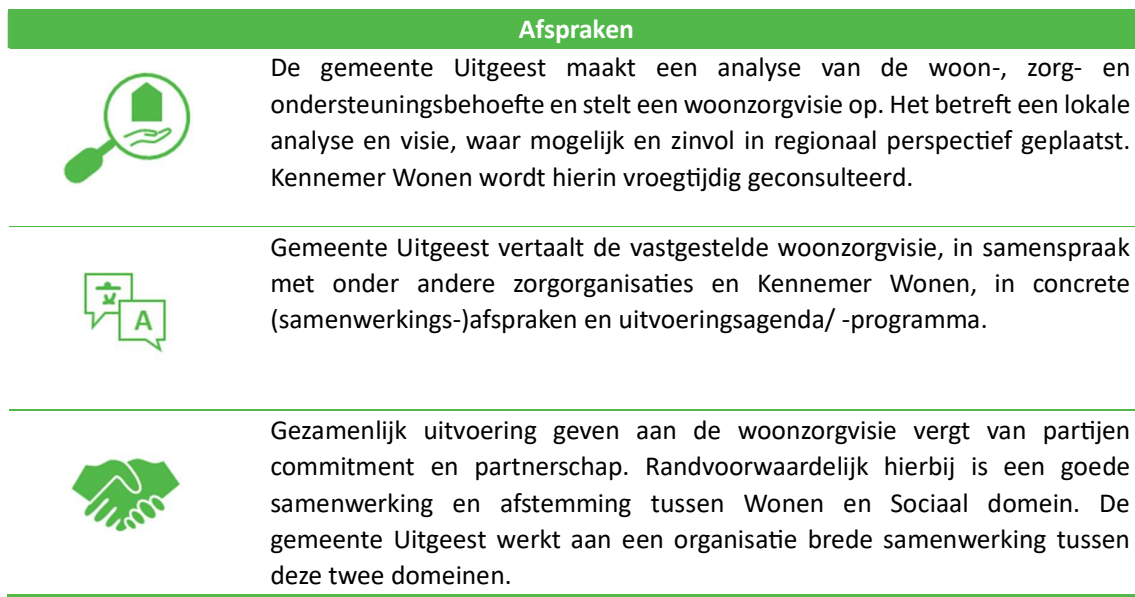 Afspraken
De gemeente Uitgeest maakt een analyse van de woon-, zorg- en
ondersteuningsbehoefte en stelt een woonzorgvisie op. Het betreft een lokale
analyse en visie, waar mogelijk en zinvol in regionaal perspectief geplaatst.
Kennemer Wonen wordt hierin vroegtijdig geconsulteerd.
Gemeente Uitgeest vertaalt de vastgestelde woonzorgvisie, in samenspraak
met onder andere zorgorganisaties en Kennemer Wonen, in concrete
(samenwerkings-)afspraken en uitvoeringsagenda/ -programma.
A
Gezamenlijk uitvoering geven aan de woonzorgvisie vergt van partijen
commitment en partnerschap. Randvoorwaardelijk hierbij is een goede
samenwerking en afstemming tussen Wonen en Sociaal domein. De
gemeente Uitgeest werkt aan een organisatie brede samenwerking tussen
deze twee domeinen.